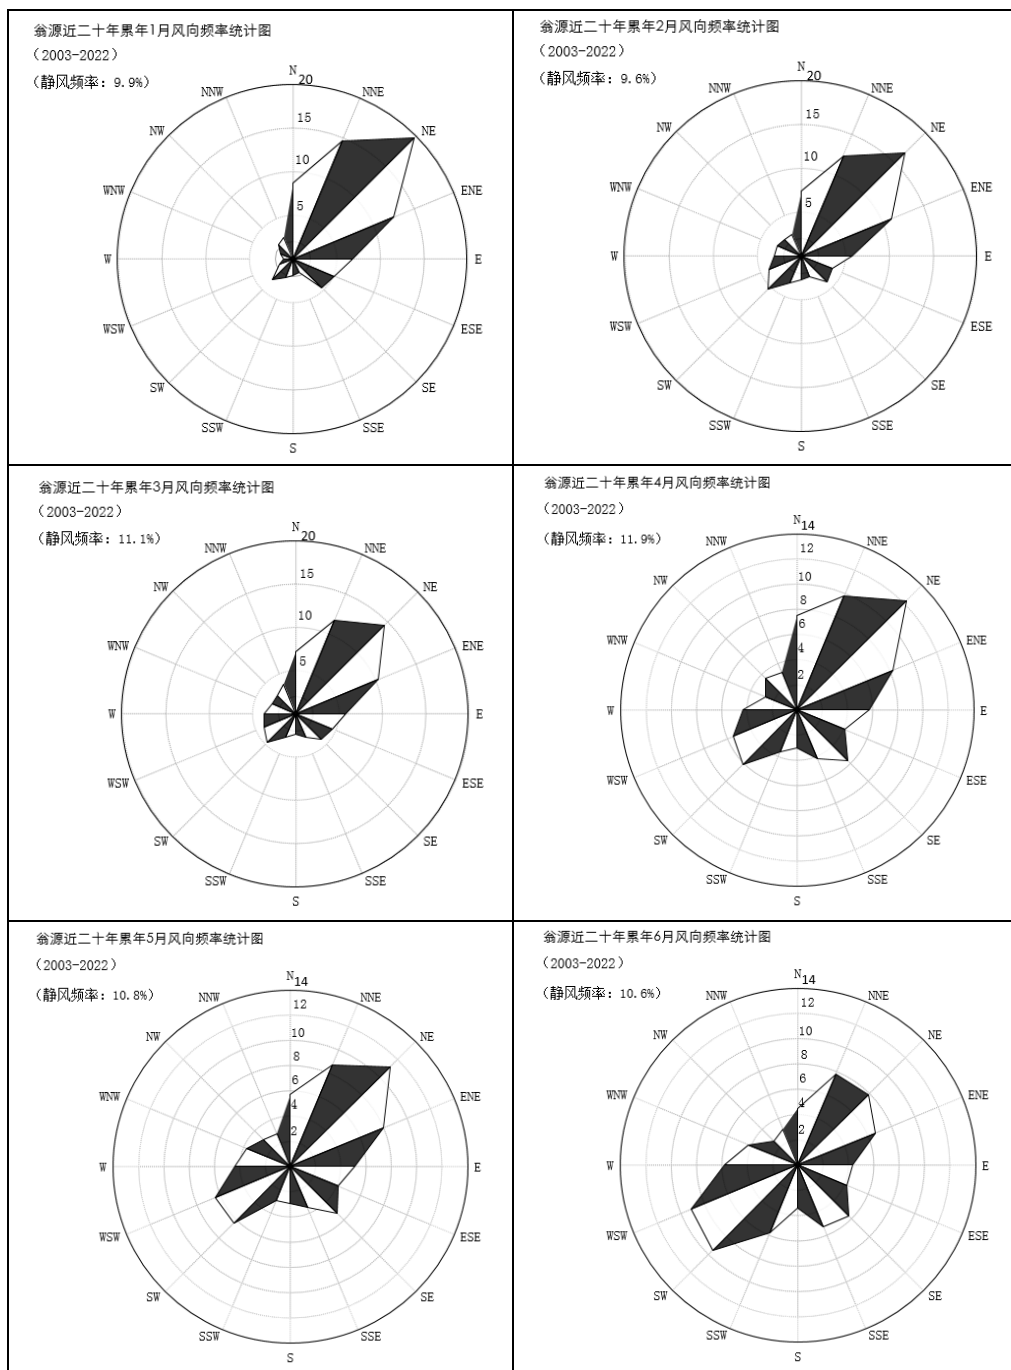 翁源近二十年累年1月风向频率统计图
（2003-2022）
（静风频率：9.9%）
N
20
NNE
NE
ENE
E
ESE
SE
SSE
S
SSW
SW
WSW
W
WNW
NW
NNW
15
10
5
翁源近二十年累年2月风向频率统计图
（2003-2022）
（静风频率：9.6%）
N
20
NNE
NE
ENE
E
ESE
SE
SSE
S
SSW
SW
WSW
W
WNW
NW
NNW
15
10
5
翁源近二十年累年3月风向频率统计图
（2003-2022）
（静风频率：11.1%）
N
20
NNE
NE
ENE
E
ESE
SE
SSE
S
SSW
SW
WSW
W
WNW
NW
NNW
15
10
5
翁源近二十年累年4月风向频率统计图
（2003-2022）
（静风频率：11.9%）
N
14
NNE
NE
ENE
E
ESE
SE
SSE
S
SSW
SW
WSW
W
WNW
NW
NNW
12
10
8
6
4
2
翁源近二十年累年5月风向频率统计图
（2003-2022）
（静风频率：10.8%）
N
14
NNE
NE
ENE
E
ESE
SE
SSE
S
SSW
SW
WSW
W
WNW
NW
NNW
12
10
8
6
4
2
翁源近二十年累年6月风向频率统计图
（2003-2022）
（静风频率：10.6%）
N
14
NNE
NE
ENE
E
ESE
SE
SSE
S
SSW
SW
WSW
W
WNW
NW
NNW
12
10
8
6
4
2